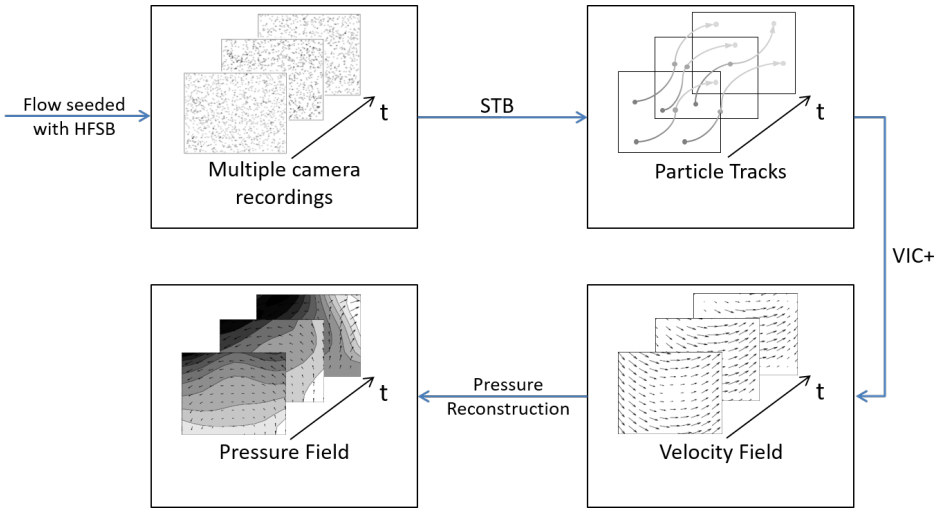 Flow seeded
with HFSB
t
Multiple camera
recordings
STB
t
Particle Tracks
VIC+
t
Velocity Field
Pressure
Reconstruction
t
Pressure Field